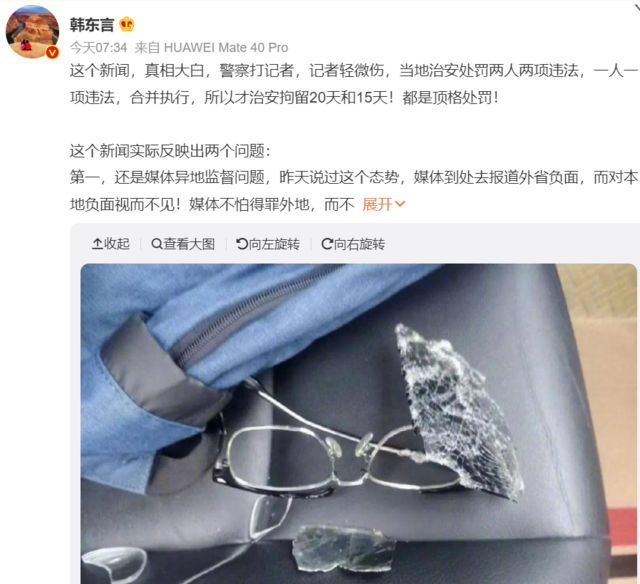 韩东言
今天07:34 来自 HUAWEI Mate 40 Pro
这个新闻，真相大白，警察打记者，记者轻微伤，当地治安处罚两人两项违法，一人一
项违法，合并执行，所以才治安拘留20天和15天！都是顶格处罚！
这个新闻实际反映出两个问题：
第一，还是媒体异地监督问题，昨天说过这个态势，媒体到处去报道外省负面，而对本
地负面视而不见！媒体不怕得罪外地，而不 展开
收起 查看大图 向左旋转 向右旋转